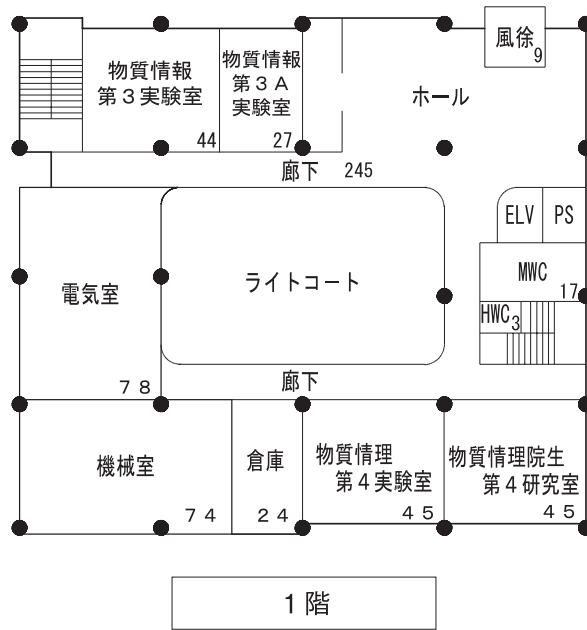 風徐
9
物質情報
第3実験室
44
物質情報
第3A
実験室
27
ホール
廊下 245
ELV
PS
電気室
78
ライトコート
MWC
17
HWC 3
廊下
機械室
74
倉庫
24
物質情理
第4実験室
45
物質情理院生
第4研究室
45
1階